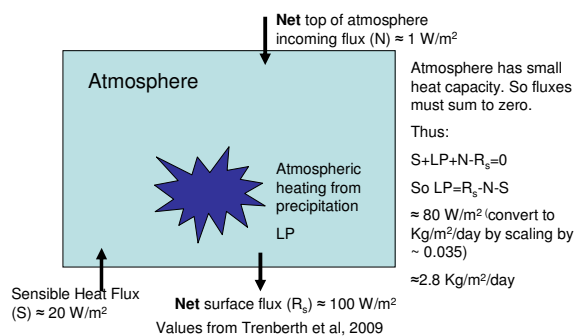 Net top of atmosphere
incoming flux (N) ≈ 1 W/m²
Atmosphere
Atmosphere has small
heat capacity. So fluxes
must sum to zero.
Thus:
S+LP+N-Rₛ=0
So LP=Rₛ-N-S
≈ 80 W/m² (convert to
Kg/m²/day by scaling by
~ 0.035)
≈2.8 Kg/m²/day
Atmospheric
heating from
precipitation
LP
Sensible Heat Flux
(S) ≈ 20 W/m²
Net surface flux (Rₛ) ≈ 100 W/m²
Values from Trenberth et al, 2009